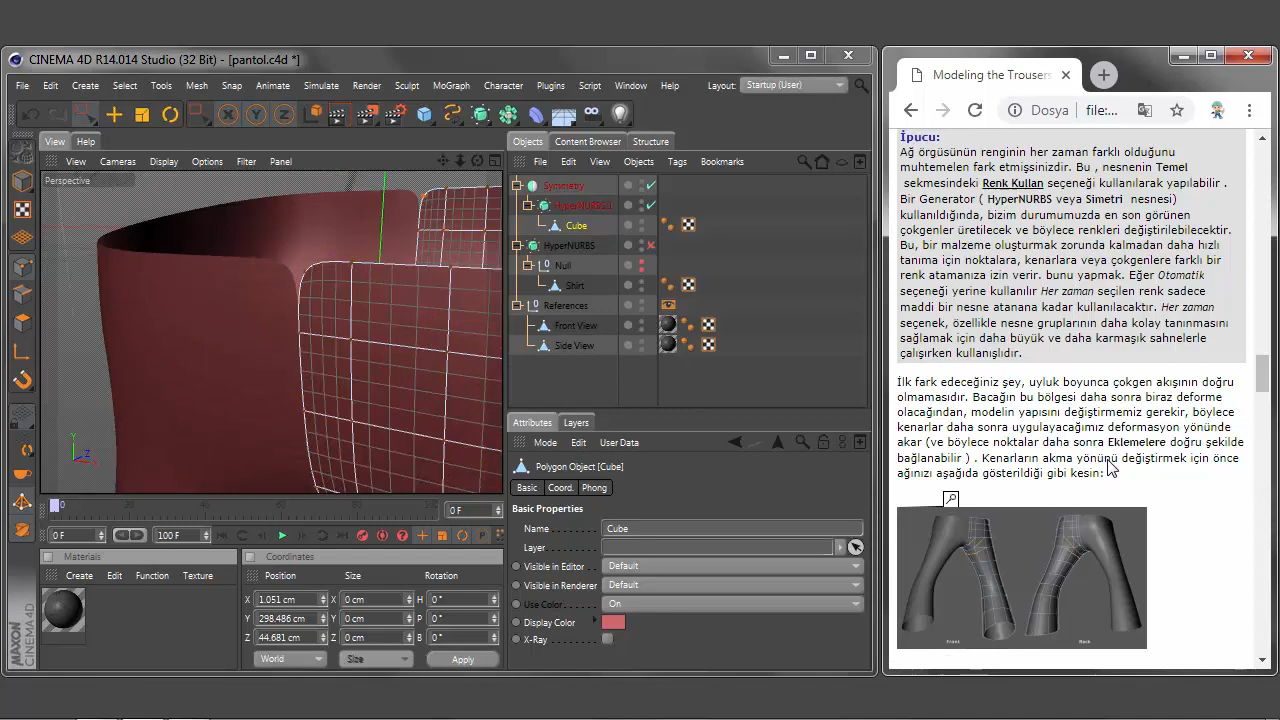 CINEMA 4D R14.014 Studio (32 Bit) - [pantol.c4d *]
File Edit Create Select Tools Mesh Snap Animate Simulate Render Sculpt MoGraph Character Plugins Script Window Help Layout: Startup (User)
X Y Z
View Help
View Cameras Display Options Filter Panel
Perspective
Y
Z
X
0 20 40 60 80 100 0 F
0 F 100 F P
Materials
Create Edit Function Texture
Coordinates
Position Size Rotation
X 1.051 cm X 0 cm H 0 °
Y 298.486 cm Y 0 cm P 0 °
Z 44.681 cm Z 0 cm B 0 °
World Size Apply
MAXON
CINEMA 4D
Objects Content Browser Structure
File Edit View Objects Tags Bookmarks
Symmetry
HyperNURBS.1
Cube
HyperNURBS
Null
Shirt
References
Front View
Side View
Attributes Layers
Mode Edit User Data
Polygon Object [Cube]
Basic Coord. Phong
Basic Properties
Name Cube
Layer
Visible in Editor Default
Visible in Renderer Default
Use Color On
Display Color
X-Ray
Modeling the Trousers
Dosya file:...
İpucu:
Ağ örgüsünün renginin her zaman farklı olduğunu
muhtemelen fark etmişsinizdir. Bu , nesnenin Temel
sekmesindeki Renk Kullan seçeneği kullanılarak yapılabilir .
Bir Generator ( HyperNURBS veya Simetri nesnesi)
kullanıldığında, bizim durumumuzda en son görünen
çokgenler üretilecek ve böylece renkleri değiştirilebilecektir.
Bu, bir malzeme oluşturmak zorunda kalmadan daha hızlı
tanıma için noktalara, kenarlara veya çokgenlere farklı bir
renk atamanıza izin verir. bunu yapmak. Eğer Otomatik
seçeneği yerine kullanılır Her zaman seçilen renk sadece
maddi bir nesne atanana kadar kullanılacaktır. Her zaman
seçenek, özellikle nesne gruplarının daha kolay tanınmasını
sağlamak için daha büyük ve daha karmaşık sahnelerle
çalışırken kullanışlıdır.
İlk fark edeceğiniz şey, uyluk boyunca çokgen akışının doğru
olmamasıdır. Bacağın bu bölgesi daha sonra biraz deforme
olacağından, modelin yapısını değiştirmemiz gerekir, böylece
kenarlar daha sonra uygulayacağımız deformasyon yönünde
akar (ve böylece noktalar daha sonra Eklemelere doğru şekilde
bağlanabilir ) . Kenarların akma yönünü değiştirmek için önce
ağınızı aşağıda gösterildiği gibi kesin:
Front Back